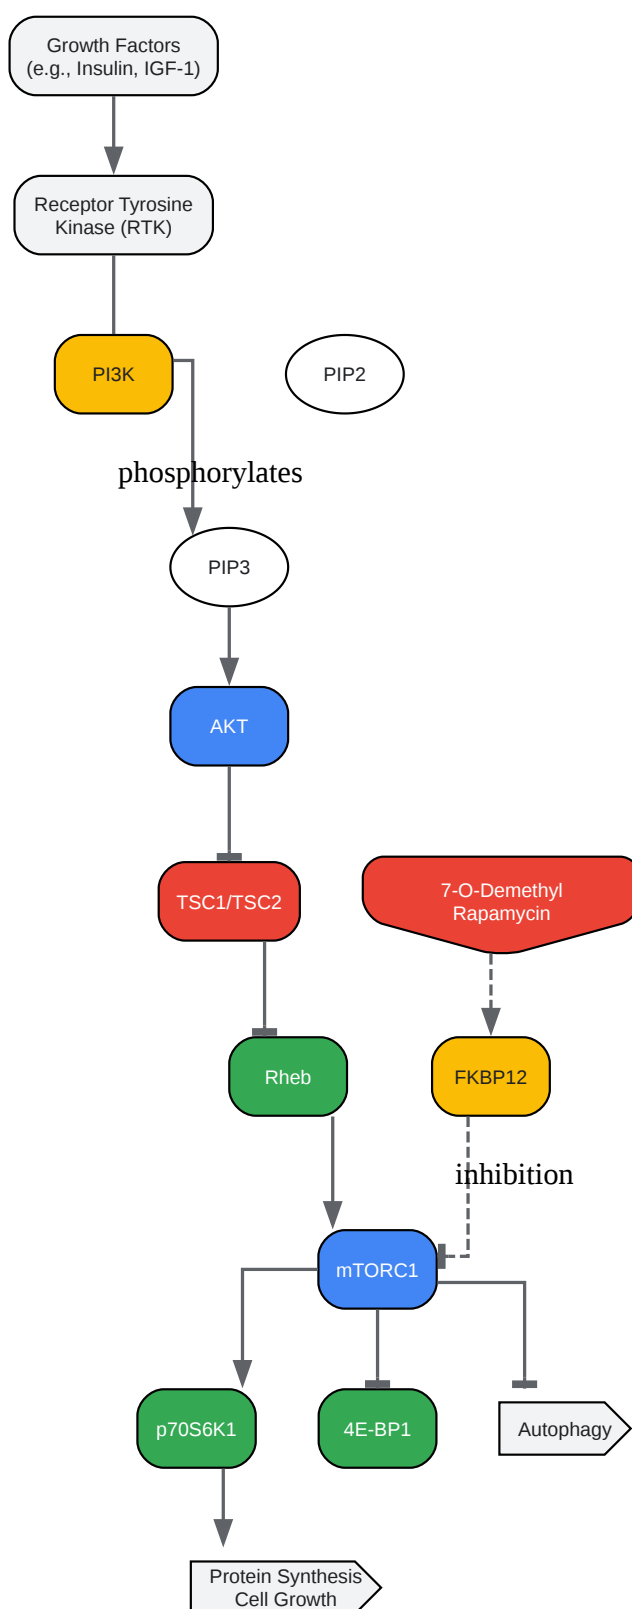 Growth Factors
(e.g., Insulin, IGF-1)
Receptor Tyrosine
Kinase (RTK)
PI3K
PIP2
phosphorylates
PIP3
AKT
TSC1/TSC2
7-O-Demethyl
Rapamycin
Rheb
FKBP12
inhibition
mTORC1
p70S6K1
4E-BP1
Autophagy
Protein Synthesis
Cell Growth